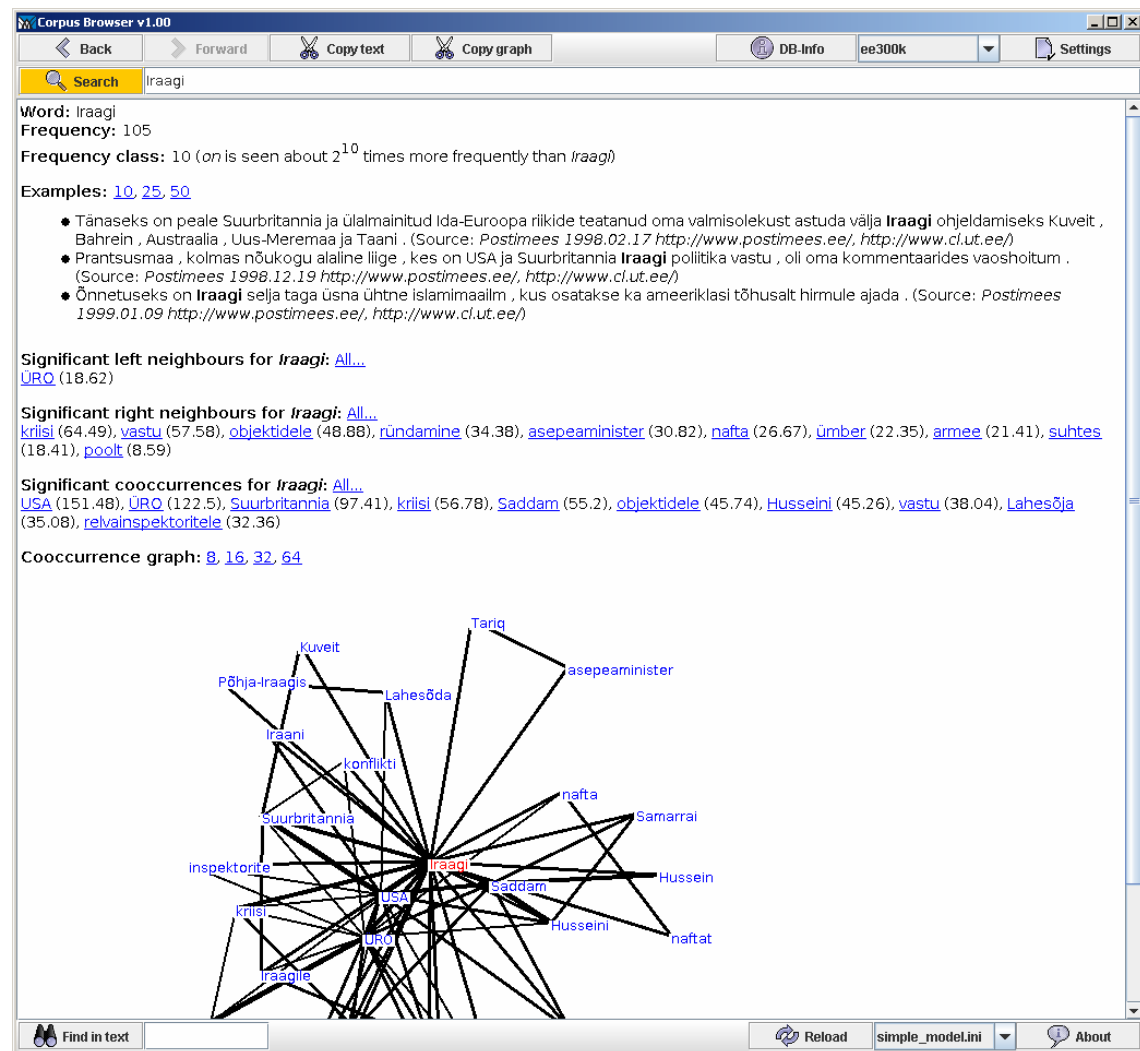 Corpus Browser v1.00
Back Forward Copy text Copy graph DB-Info ee300k Settings
Search Iraagi
Word: Iraagi
Frequency: 105
Frequency class: 10 (on is seen about 2^10 times more frequently than Iraagi)
Examples: 10, 25, 50
Tänaseks on peale Suurbritannia ja ülalmainitud Ida-Euroopa riikide teatanud oma valmisolekust astuda välja Iraagi ohjeldamiseks Kuveit ,
Bahrein , Austraalia , Uus-Meremaa ja Taani . (Source: Postimees 1998.02.17 http://www.postimees.ee/, http://www.cl.ut.ee/)
Prantsusmaa , kolmas nõukogu alaline liige , kes on USA ja Suurbritannia Iraagi poliitika vastu , oli oma kommentaarides vaoshoitum .
(Source: Postimees 1998.12.19 http://www.postimees.ee/, http://www.cl.ut.ee/)
Õnnetuseks on Iraagi selja taga üsna ühtne islamimaailm , kus osatakse ka ameeriklasi tõhusalt hirmule ajada . (Source: Postimees
1999.01.09 http://www.postimees.ee/, http://www.cl.ut.ee/)
Significant left neighbours for Iraagi: All...
ÜRO (18.62)
Significant right neighbours for Iraagi: All...
kriisi (64.49), vastu (57.58), objektidele (48.88), ründamine (34.38), asepeaminister (30.82), nafta (26.67), ümber (22.35), armee (21.41), suhtes
(18.41), poolt (8.59)
Significant cooccurrences for Iraagi: All...
USA (151.48), ÜRO (122.5), Suurbritannia (97.41), kriisi (56.78), Saddam (55.2), objektidele (45.74), Husseini (45.26), vastu (38.04), Lahesõja
(35.08), relvainspektoritele (32.36)
Cooccurrence graph: 8, 16, 32, 64
Tariq
Kuveit
asepeaminister
Põhja-Iraagis
Lahesõda
Iraani
konflikti
nafta
Suurbritannia
Samarrai
Iraagi
inspektorite
Hussein
Saddam
USA
kriisi
Husseini
ÜRO
naftat
Iraagile
Find in text Reload simple_model.ini About